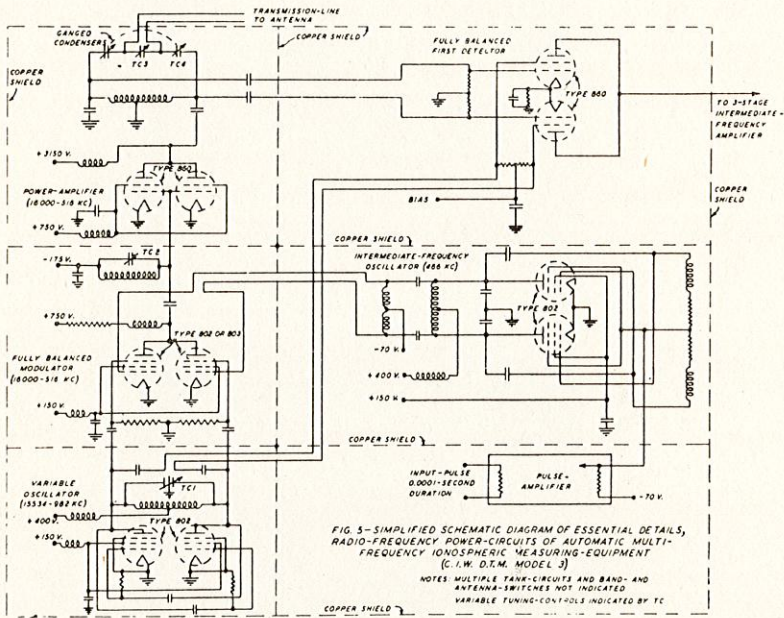 TRANSMISSION-LINE
TO ANTENNA
GANGED
CONDENSERS
COPPER SHIELD
TC3
TC4
FULLY BALANCED
FIRST DETECTOR
COPPER
SHIELD
TYPE 860
TO 3-STAGE
INTERMEDIATE-
FREQUENCY
AMPLIFIER
+3150 V.
TYPE 860
POWER-AMPLIFIER
(16000-516 KC)
+750 V.
BIAS
COPPER
SHIELD
-175V.
TC2
COPPER SHIELD
INTERMEDIATE-FREQUENCY
OSCILLATOR (466 KC)
+750 V.
TYPE 802 OR 803
TYPE
802
FULLY BALANCED
MODULATOR
(16000-516 KC)
-70 V.
+400 V.
+150 V.
+150 V.
COPPER SHIELD
VARIABLE
OSCILLATOR
(15534-982 KC)
TC1
INPUT-PULSE
0.0001-SECOND
DURATION
PULSE-
AMPLIFIER
-70 V.
+400 V.
+150 V.
TYPE 802
FIG. 5—SIMPLIFIED SCHEMATIC DIAGRAM OF ESSENTIAL DETAILS,
RADIO-FREQUENCY POWER-CIRCUITS OF AUTOMATIC MULTI-
FREQUENCY IONOSPHERIC MEASURING-EQUIPMENT
(C.I.W. D.T.M. MODEL 3)
NOTES: MULTIPLE TANK-CIRCUITS AND BAND- AND
ANTENNA-SWITCHES NOT INDICATED
VARIABLE TUNING-CONTROLS INDICATED BY TC
COPPER SHIELD